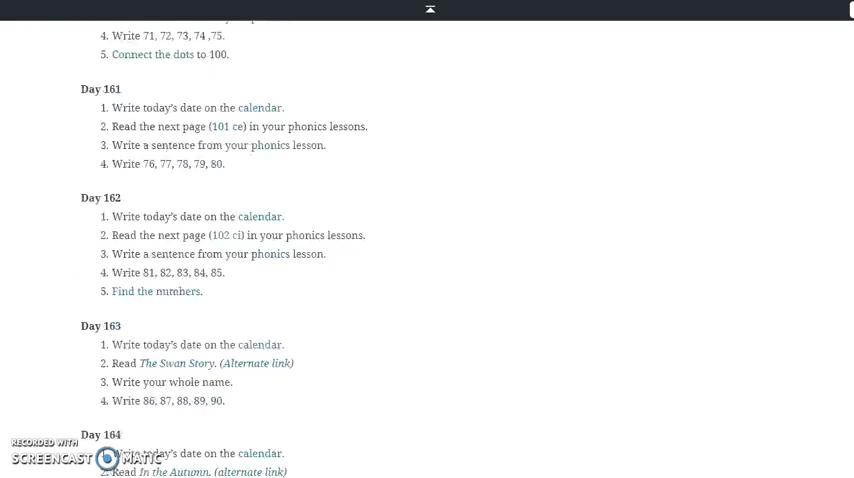 4. Write 71, 72, 73, 74 ,75.
5. Connect the dots to 100.
Day 161
1. Write today's date on the calendar.
2. Read the next page (101 ce) in your phonics lessons.
3. Write a sentence from your phonics lesson.
4. Write 76, 77, 78, 79, 80.
Day 162
1. Write today's date on the calendar.
2. Read the next page (102 ci) in your phonics lessons.
3. Write a sentence from your phonics lesson.
4. Write 81, 82, 83, 84, 85.
5. Find the numbers.
Day 163
1. Write today's date on the calendar.
2. Read The Swan Story. (Alternate link)
3. Write your whole name.
4. Write 86, 87, 88, 89, 90.
Day 164
1. Write today's date on the calendar.
2. Read In the Autumn. (alternate link)
RECORDED WITH
SCREENCAST MATIC